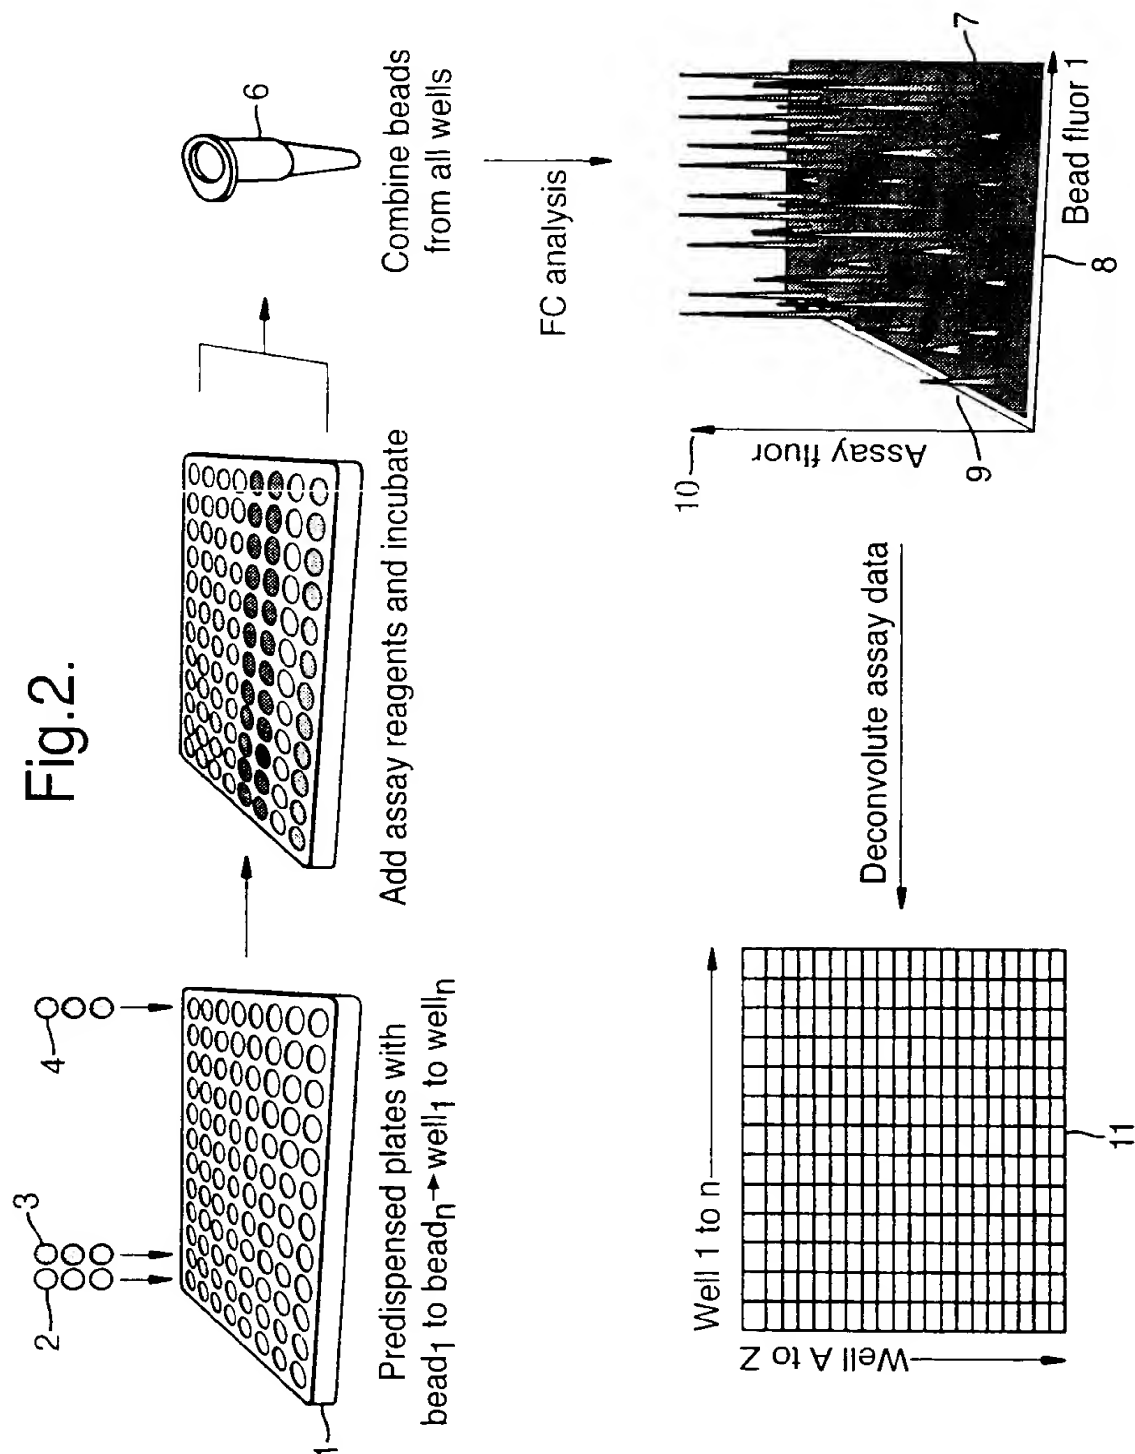 Fig.2.
2
3
4
1
Predispensed plates with
bead1 to beadn→well1 to welln
Add assay reagents and incubate
6
Combine beads
from all wells
FC analysis
10
Assay fluor
9
8
Bead fluor 1
7
Deconvolute assay data
Well 1 to n
Well A to Z
11